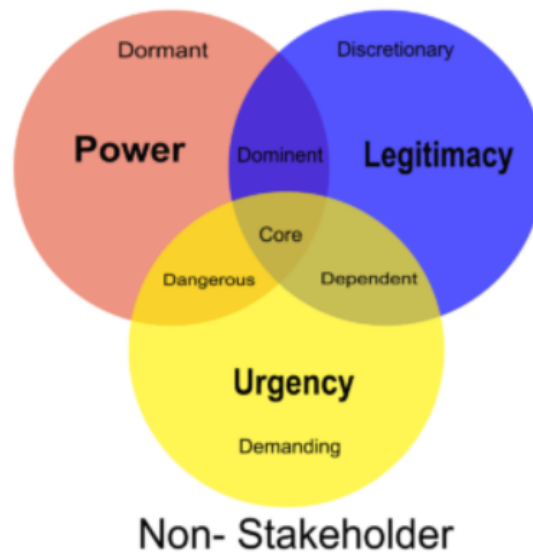 Dormant
Discretionary
Power
Dominent
Legitimacy
Core
Dangerous
Dependent
Urgency
Demanding
Non- Stakeholder